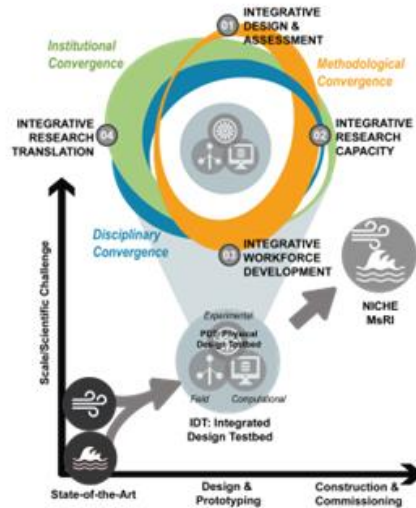 01
INTEGRATIVE
DESIGN &
ASSESSMENT
Institutional
Convergence
Methodological
Convergence
INTEGRATIVE
RESEARCH
TRANSLATION
04
02
INTEGRATIVE
RESEARCH
CAPACITY
Disciplinary
Convergence
03
INTEGRATIVE
WORKFORCE
DEVELOPMENT
Scale/Scientific Challenge
NICHE
MsRI
Experimental
PDT: Physical
Design Testbed
Field
Computational
IDT: Integrated
Design Testbed
State-of-the-Art
Design &
Prototyping
Construction &
Commissioning